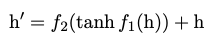 h′ = f₂(tanh f₁(h)) + h